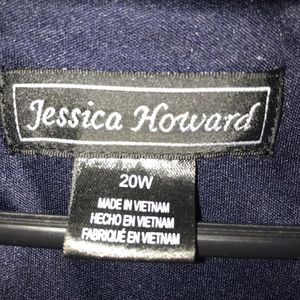 Jessica Howard
20W
MADE IN VIETNAM
HECHO EN VIETNAM
FABRIQUÉ EN VIETNAM